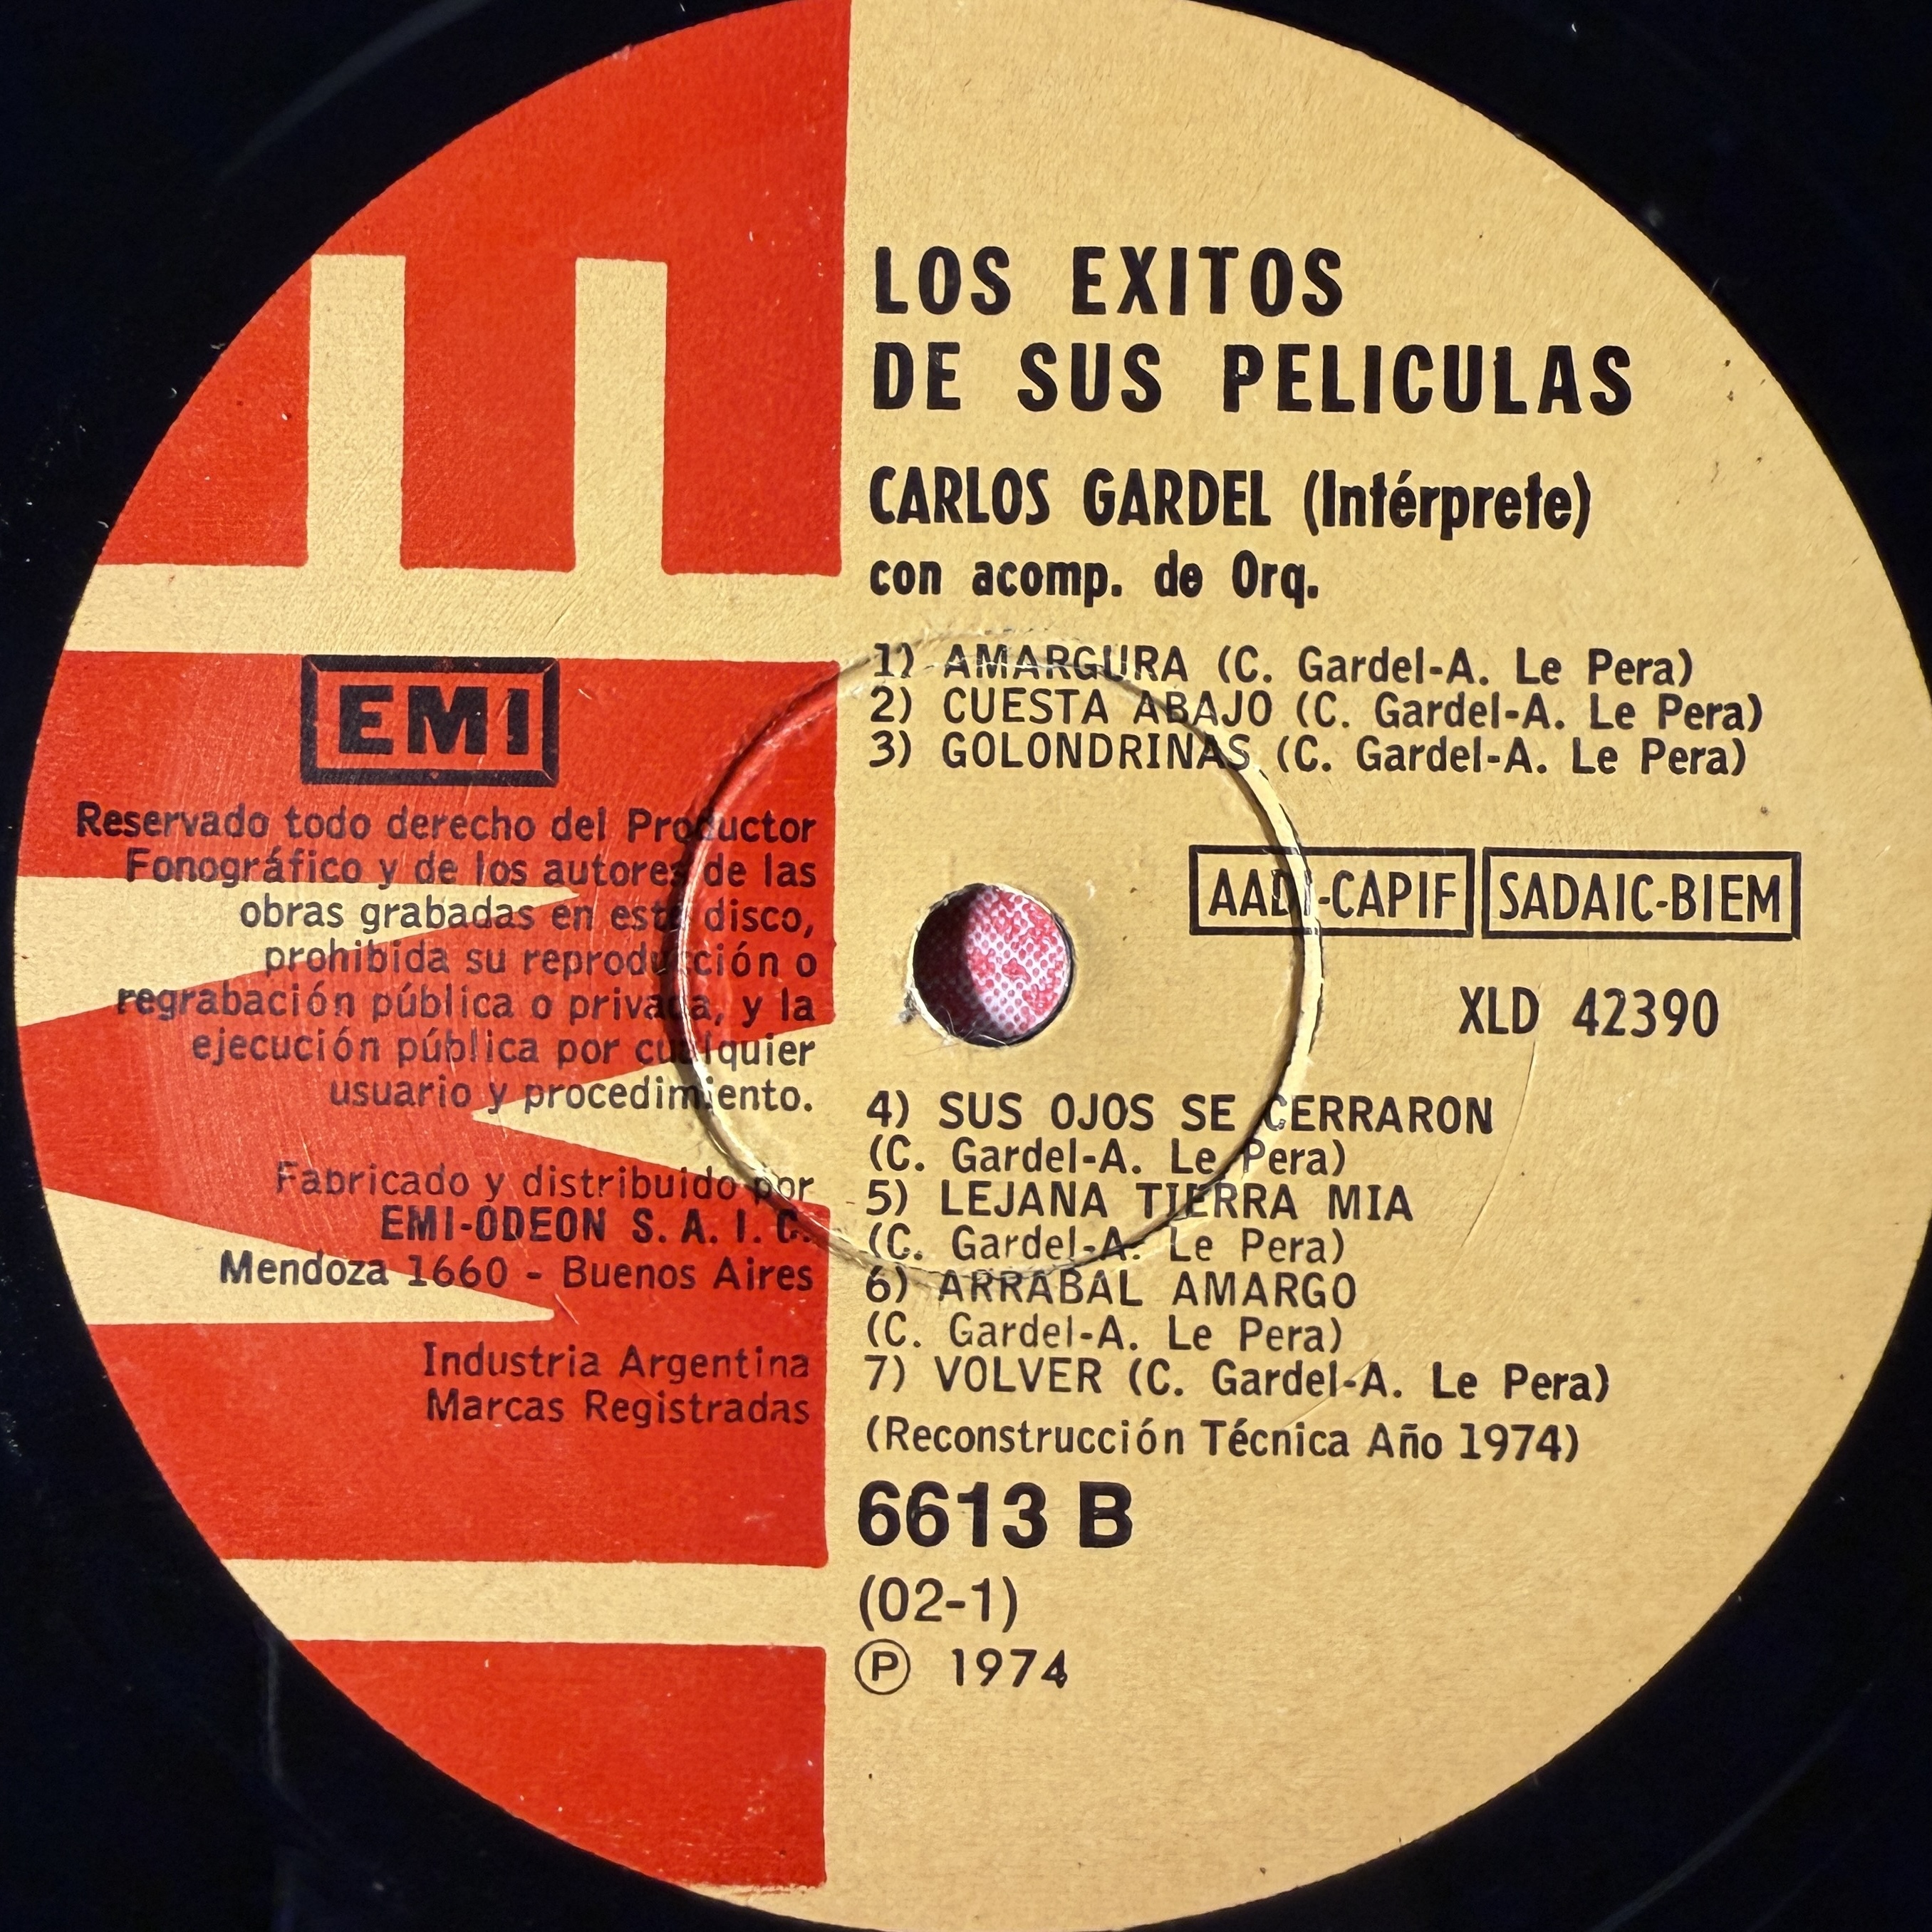 LOS EXITOS
DE SUS PELICULAS
CARLOS GARDEL (Intérprete)
con acomp. de Orq.
1) AMARGURA (C. Gardel-A. Le Pera)
2) CUESTA ABAJO (C. Gardel-A. Le Pera)
3) GOLONDRINAS (C. Gardel-A. Le Pera)
AADI-CAPIF SADAIC-BIEM
XLD 42390
4) SUS OJOS SE CERRARON
(C. Gardel-A. Le Pera)
5) LEJANA TIERRA MIA
(C. Gardel-A. Le Pera)
6) ARRABAL AMARGO
(C. Gardel-A. Le Pera)
7) VOLVER (C. Gardel-A. Le Pera)
(Reconstrucción Técnica Año 1974)
6613 B
(02-1)
Ⓟ 1974
EMI
EMI
Reservado todo derecho del Productor
Fonográfico y de los autores de las
obras grabadas en este disco,
prohibida su reproducción o
regrabación pública o privada, y la
ejecución pública por cualquier
usuario y procedimiento.
Fabricado y distribuido por
EMI-ODEON S. A. I. C.
Mendoza 1660 - Buenos Aires
Industria Argentina
Marcas Registradas